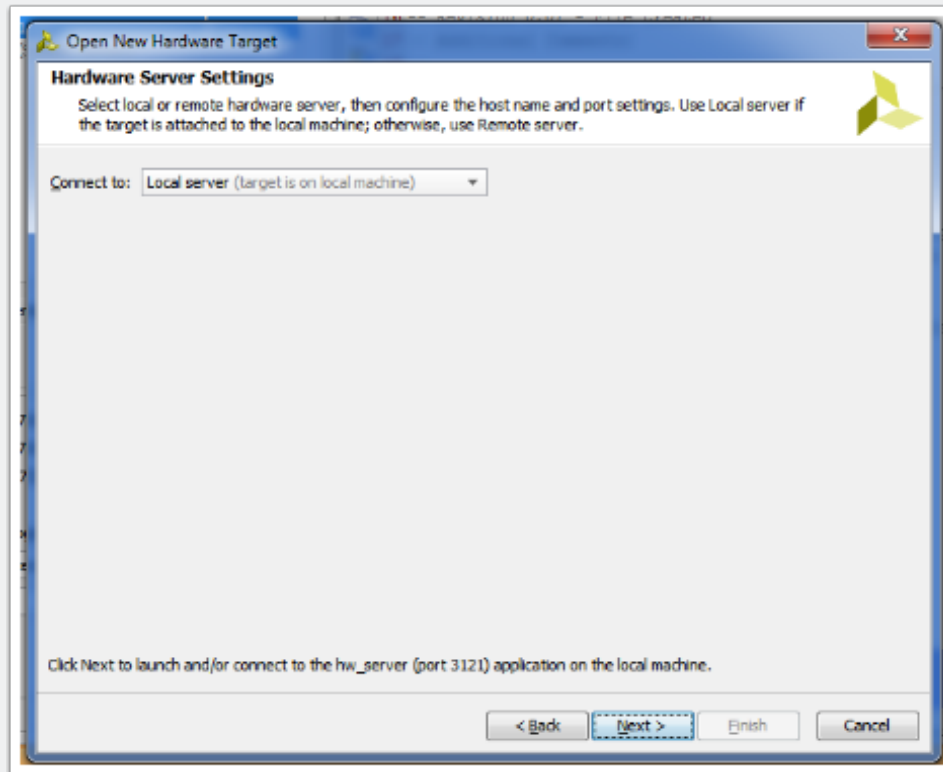 Open New Hardware Target
Hardware Server Settings
Select local or remote hardware server, then configure the host name and port settings. Use Local server if
the target is attached to the local machine; otherwise, use Remote server.
Connect to: Local server (target is on local machine)
Click Next to launch and/or connect to the hw_server (port 3121) application on the local machine.
< Back Next > Finish Cancel